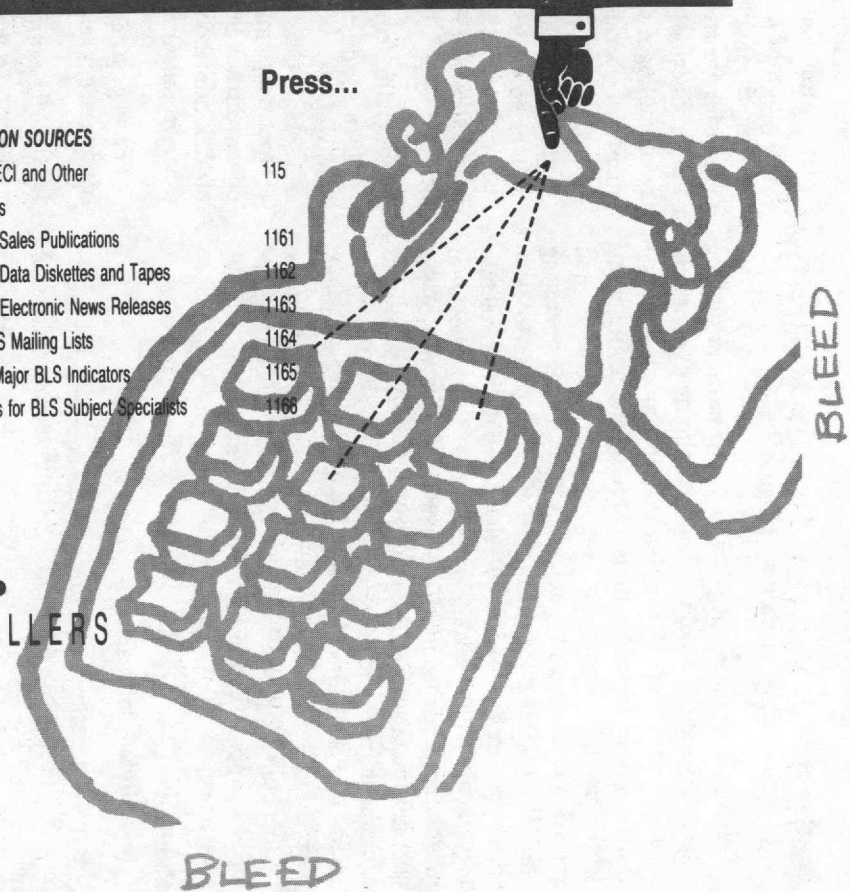 Press...
ON SOURCES
ECI and Other 115
s
Sales Publications 1161
Data Diskettes and Tapes 1162
Electronic News Releases 1163
S Mailing Lists 1164
Major BLS Indicators 1165
s for BLS Subject Specialists 1166
LLERS
BLEED
BLEED